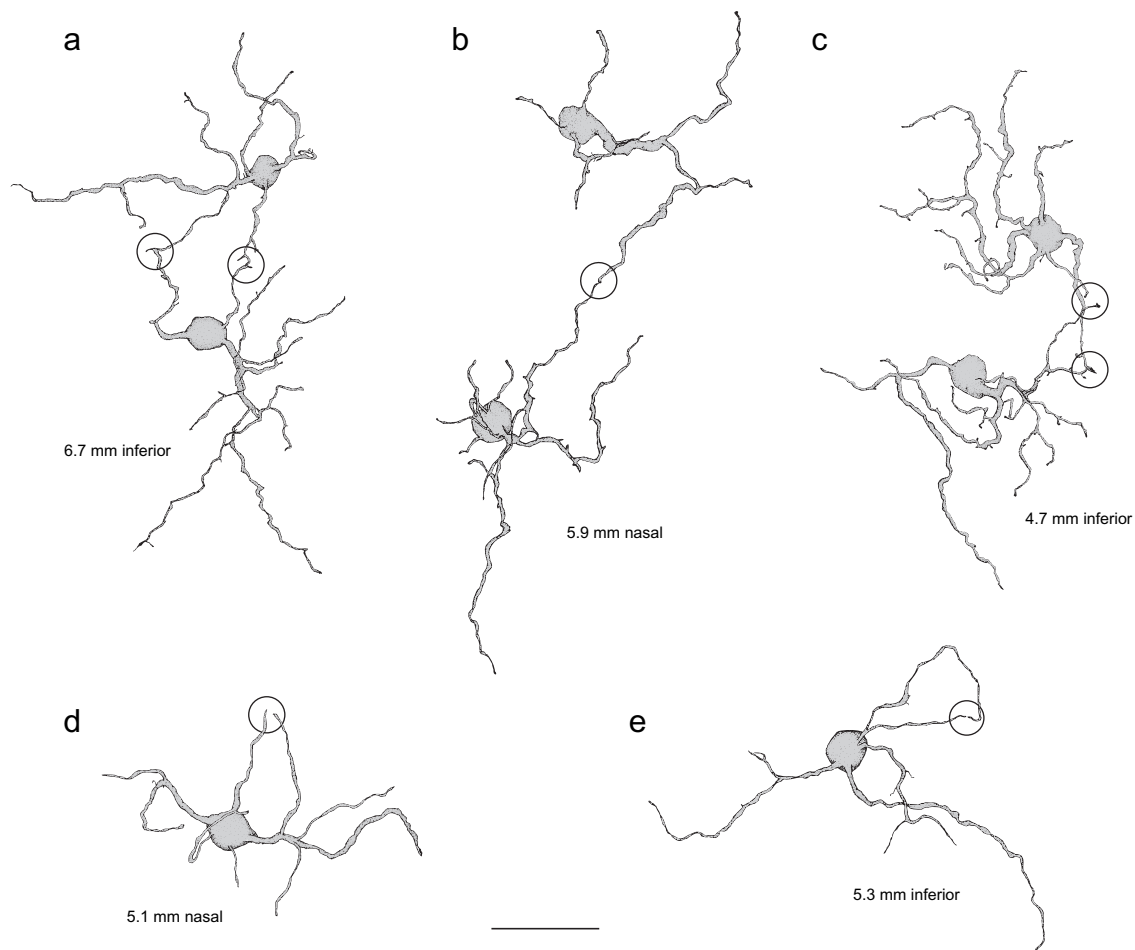 a
b
c
6.7 mm inferior
5.9 mm nasal
4.7 mm inferior
d
e
5.1 mm nasal
5.3 mm inferior